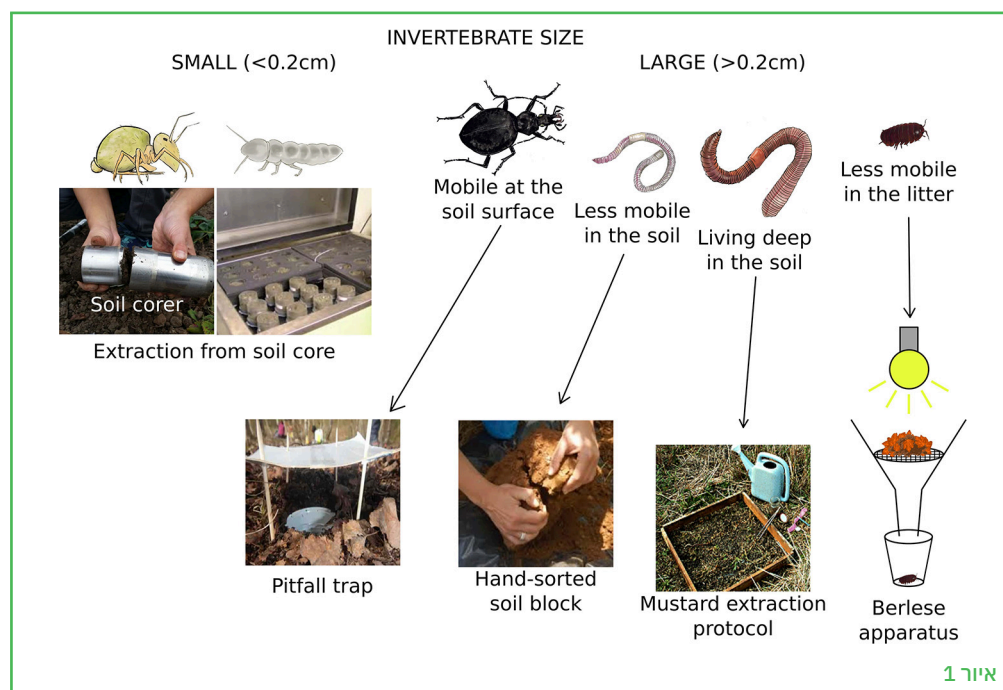 INVERTEBRATE SIZE
SMALL (<0.2cm)
LARGE (>0.2cm)
Mobile at the
soil surface
Less mobile
in the soil
Living deep
in the soil
Less mobile
in the litter
Soil corer
Extraction from soil core
Pitfall trap
Hand-sorted
soil block
Mustard extraction
protocol
Berlese
apparatus
איור 1